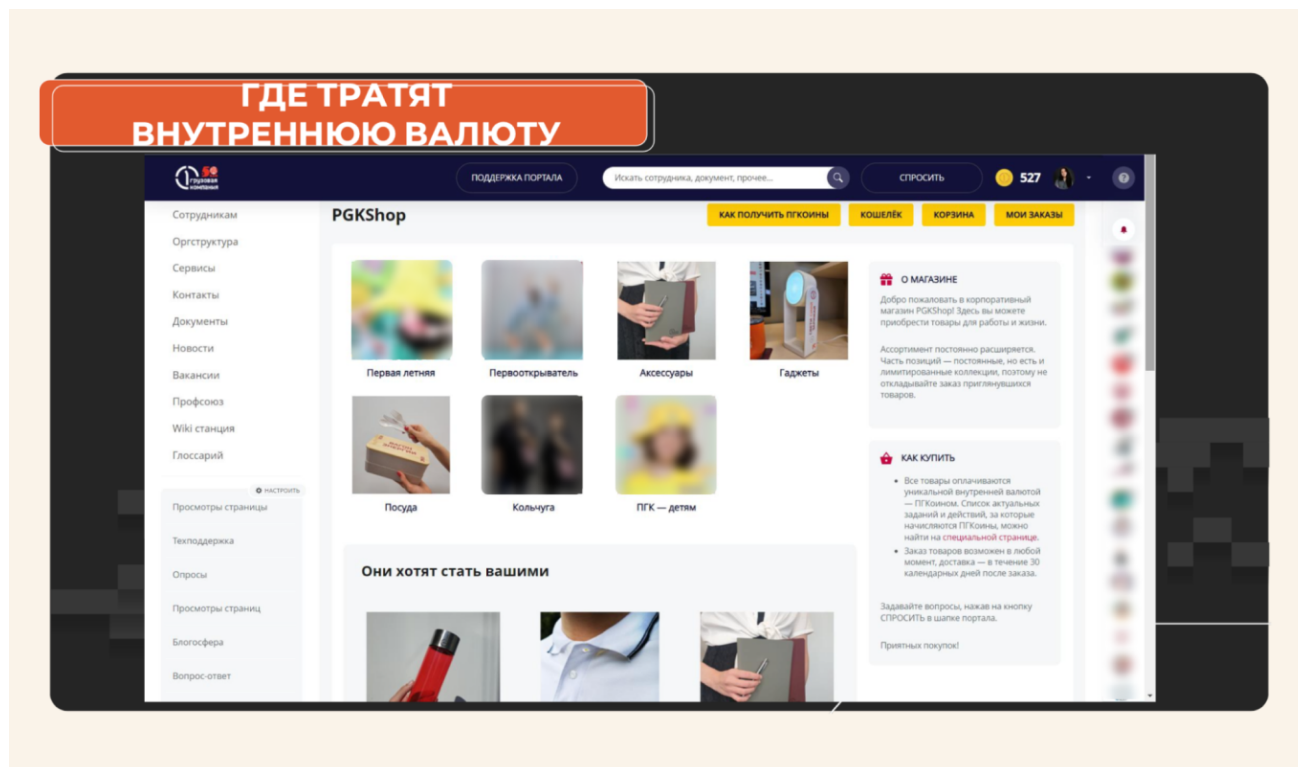 ГДЕ ТРАТЯТ
ВНУТРЕННЮЮ ВАЛЮТУ
грузовая
компания
ПОДДЕРЖКА ПОРТАЛА
Искать сотрудника, документ, прочее...
СПРОСИТЬ
527
Сотрудникам
Оргструктура
Сервисы
Контакты
Документы
Новости
Вакансии
Профсоюз
Wiki станция
Глоссарий
НАСТРОИТЬ
Просмотры страницы
Техподдержка
Опросы
Просмотры страниц
Блогосфера
Вопрос-ответ
PGKShop
КАК ПОЛУЧИТЬ ПГКОИНЫ
КОШЕЛЁК
КОРЗИНА
МОИ ЗАКАЗЫ
Первая летняя
Первооткрыватель
Аксессуары
Гаджеты
Посуда
Кольчуга
ПГК — детям
Они хотят стать вашими
О МАГАЗИНЕ
Добро пожаловать в корпоративный
магазин PGKShop! Здесь вы можете
приобрести товары для работы и жизни.
Ассортимент постоянно расширяется.
Часть позиций — постоянные, но есть и
лимитированные коллекции, поэтому не
откладывайте заказ приглянувшихся
товаров.
КАК КУПИТЬ
Все товары оплачиваются
уникальной внутренней валютой
— ПГКоином. Список актуальных
заданий и действий, за которые
начисляются ПГКоины, можно
найти на специальной странице.
Заказ товаров возможен в любой
момент, доставка — в течение 30
календарных дней после заказа.
Задавайте вопросы, нажав на кнопку
СПРОСИТЬ в шапке портала.
Приятных покупок!